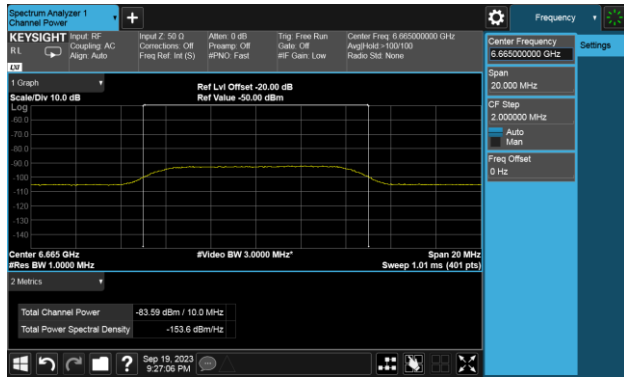 Spectrum Analyzer 1
Channel Power
+
Frequency
KEYSIGHT
Input: RF
Coupling: AC
Align: Auto
Input Z: 50 Ω
Corrections: Off
Freq Ref: Int (S)
Atten: 0 dB
Preamp: Off
#PNO: Fast
Trig: Free Run
Gate: Off
#IF Gain: Low
Center Freq: 6.665000000 GHz
Avg|Hold:>100/100
Radio Std: None
RL
LXI
Center Frequency
6.665000000 GHz
Settings
Span
20.000 MHz
CF Step
2.000000 MHz
Auto
Man
Freq Offset
0 Hz
1 Graph
Ref Lvl Offset -20.00 dB
Scale/Div 10.0 dB
Ref Value -50.00 dBm
Log
-60.0
-70.0
-80.0
-90.0
-100
-110
-120
-130
-140
Center 6.665 GHz
#Video BW 3.0000 MHz*
Span 20 MHz
#Res BW 1.0000 MHz
Sweep 1.01 ms (401 pts)
2 Metrics
Total Channel Power -83.59 dBm / 10.0 MHz
Total Power Spectral Density -153.6 dBm/Hz
?
Sep 19, 2023
9:27:06 PM